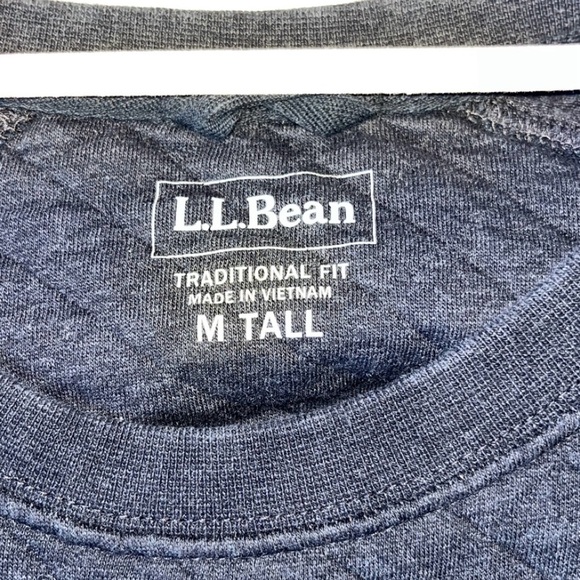 L.L.Bean
TRADITIONAL FIT
MADE IN VIETNAM
M TALL